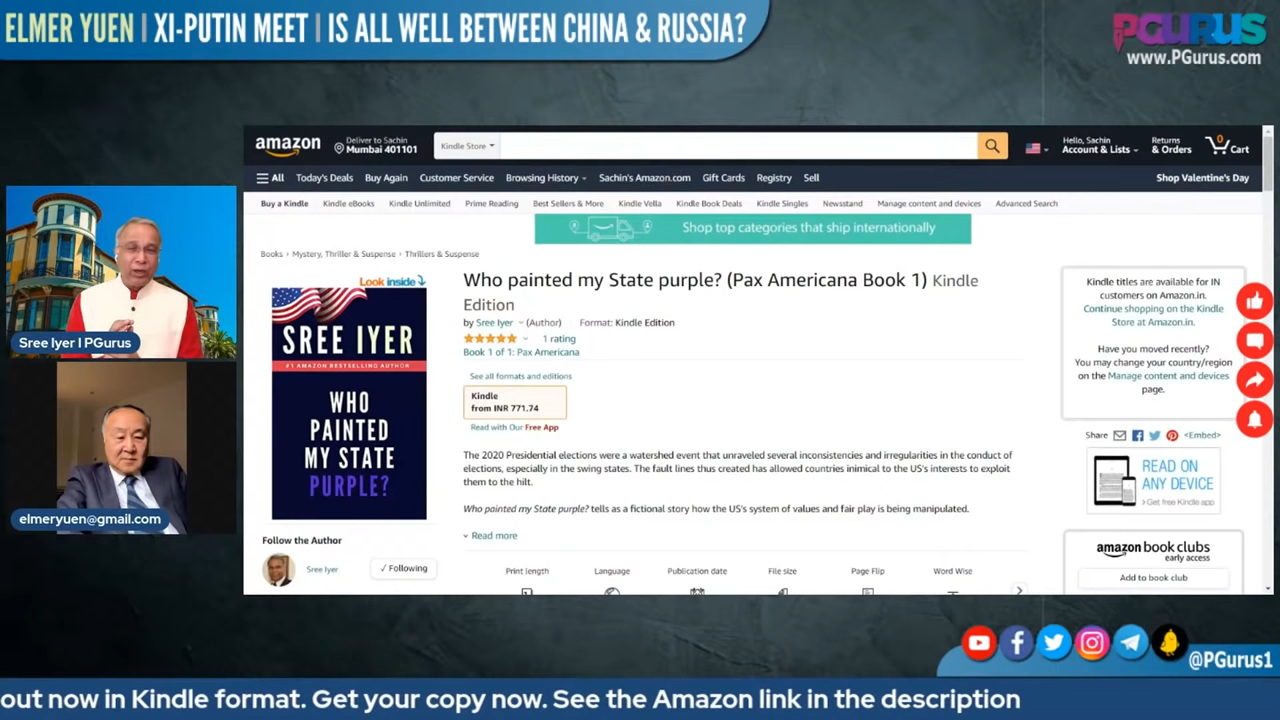 ELMER YUEN | XI-PUTIN MEET | IS ALL WELL BETWEEN CHINA & RUSSIA?
PGURUS
www.PGurus.com
amazon
Deliver to Sachin
Mumbai 401101
Kindle Store
Hello, Sachin
Account & Lists
Returns
& Orders
0
Cart
All Today's Deals Buy Again Customer Service Browsing History Sachin's Amazon.com Gift Cards Registry Sell
Shop Valentine's Day
Buy a Kindle Kindle eBooks Kindle Unlimited Prime Reading Best Sellers & More Kindle Vella Kindle Book Deals Kindle Singles Newsstand Manage content and devices Advanced Search
Shop top categories that ship internationally
Books › Mystery, Thriller & Suspense › Thrillers & Suspense
Look inside
SREE IYER
#1 AMAZON BESTSELLING AUTHOR
WHO
PAINTED
MY STATE
PURPLE?
Follow the Author
Sree Iyer
✓ Following
Who painted my State purple? (Pax Americana Book 1) Kindle
Edition
by Sree Iyer (Author) Format: Kindle Edition
1 rating
Book 1 of 1: Pax Americana
See all formats and editions
Kindle
from INR 771.74
Read with Our Free App
The 2020 Presidential elections were a watershed event that unraveled several inconsistencies and irregularities in the conduct of
elections, especially in the swing states. The fault lines thus created has allowed countries inimical to the US's interests to exploit
them to the hilt.
Who painted my State purple? tells as a fictional story how the US's system of values and fair play is being manipulated.
Read more
Print length Language Publication date File size Page Flip Word Wise
Kindle titles are available for IN
customers on Amazon.in.
Continue shopping on the Kindle
Store at Amazon.in.
Have you moved recently?
You may change your country/region
on the Manage content and devices
page.
Share <Embed>
READ ON
ANY DEVICE
› Get free Kindle app
amazon book clubs
early access
Add to book club
Sree Iyer | PGurus
elmeryuen@gmail.com
@PGurus1
out now in Kindle format. Get your copy now. See the Amazon link in the description